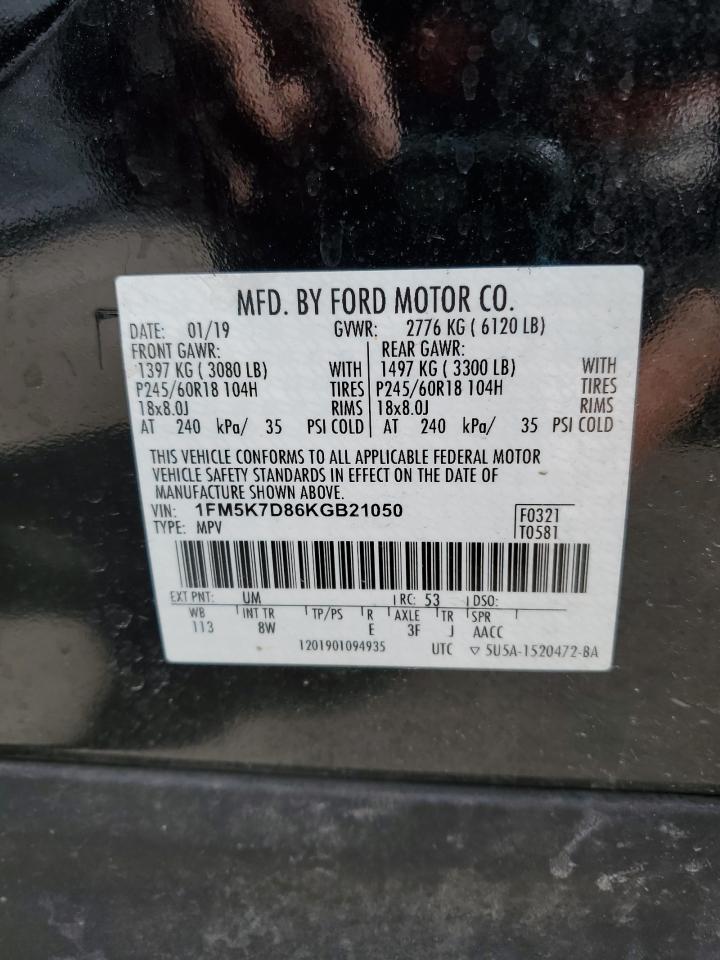 MFD. BY FORD MOTOR CO.
DATE: 01/19 GVWR: 2776 KG ( 6120 LB)
FRONT GAWR: REAR GAWR:
1397 KG ( 3080 LB) WITH 1497 KG ( 3300 LB) WITH
P245/60R18 104H TIRES P245/60R18 104H TIRES
18x8.0J RIMS 18x8.0J RIMS
AT 240 kPa/ 35 PSI COLD AT 240 kPa/ 35 PSI COLD
THIS VEHICLE CONFORMS TO ALL APPLICABLE FEDERAL MOTOR
VEHICLE SAFETY STANDARDS IN EFFECT ON THE DATE OF
MANUFACTURE SHOWN ABOVE.
VIN: 1FM5K7D86KGB21050 F0321
TYPE: MPV T0581
EXT PNT: UM RC: 53 DSO:
WB INT TR TP/PS R AXLE TR SPR
113 8W E 3F J AACC
1201901094935 UTC ▽ 5U5A-1520472-BA